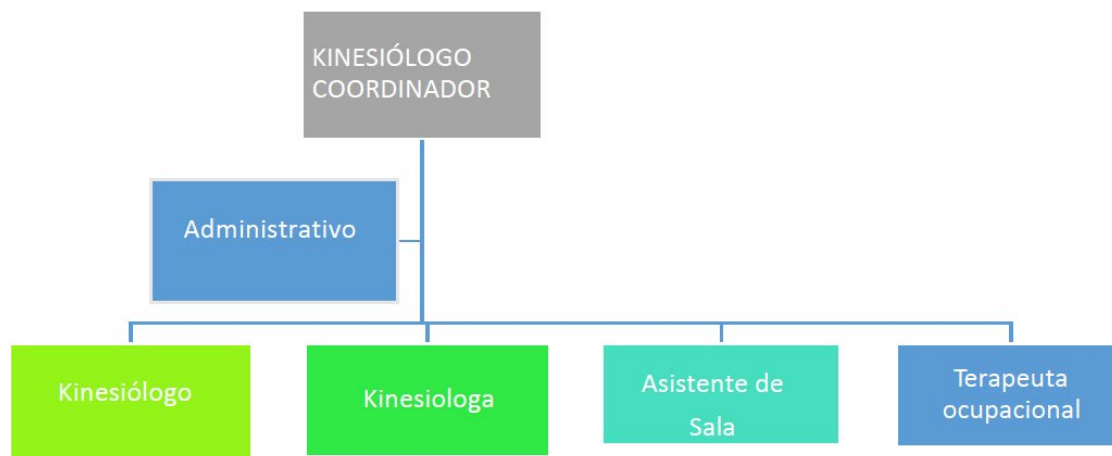 KINESIÓLOGO
COORDINADOR
Administrativo
Kinesiólogo
Kinesiologa
Asistente de
Sala
Terapeuta
ocupacional